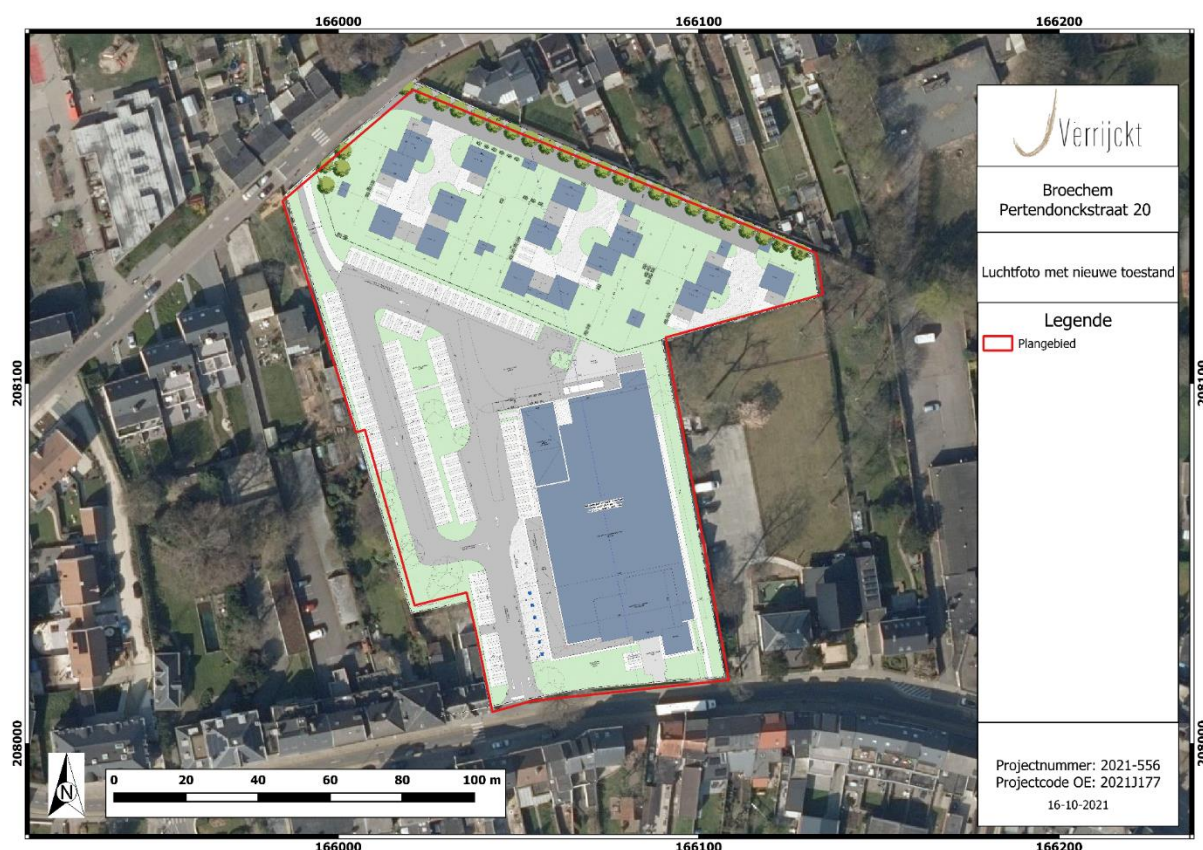 166000 166100 166200
Verrijckt
Broechem
Pertendonckstraat 20
Luchtfoto met nieuwe toestand
Legende
Plangebied
208100 208100
208000 208000
N
0 20 40 60 80 100 m
Projectnummer: 2021-556
Projectcode OE: 2021J177
16-10-2021
166000 166100 166200